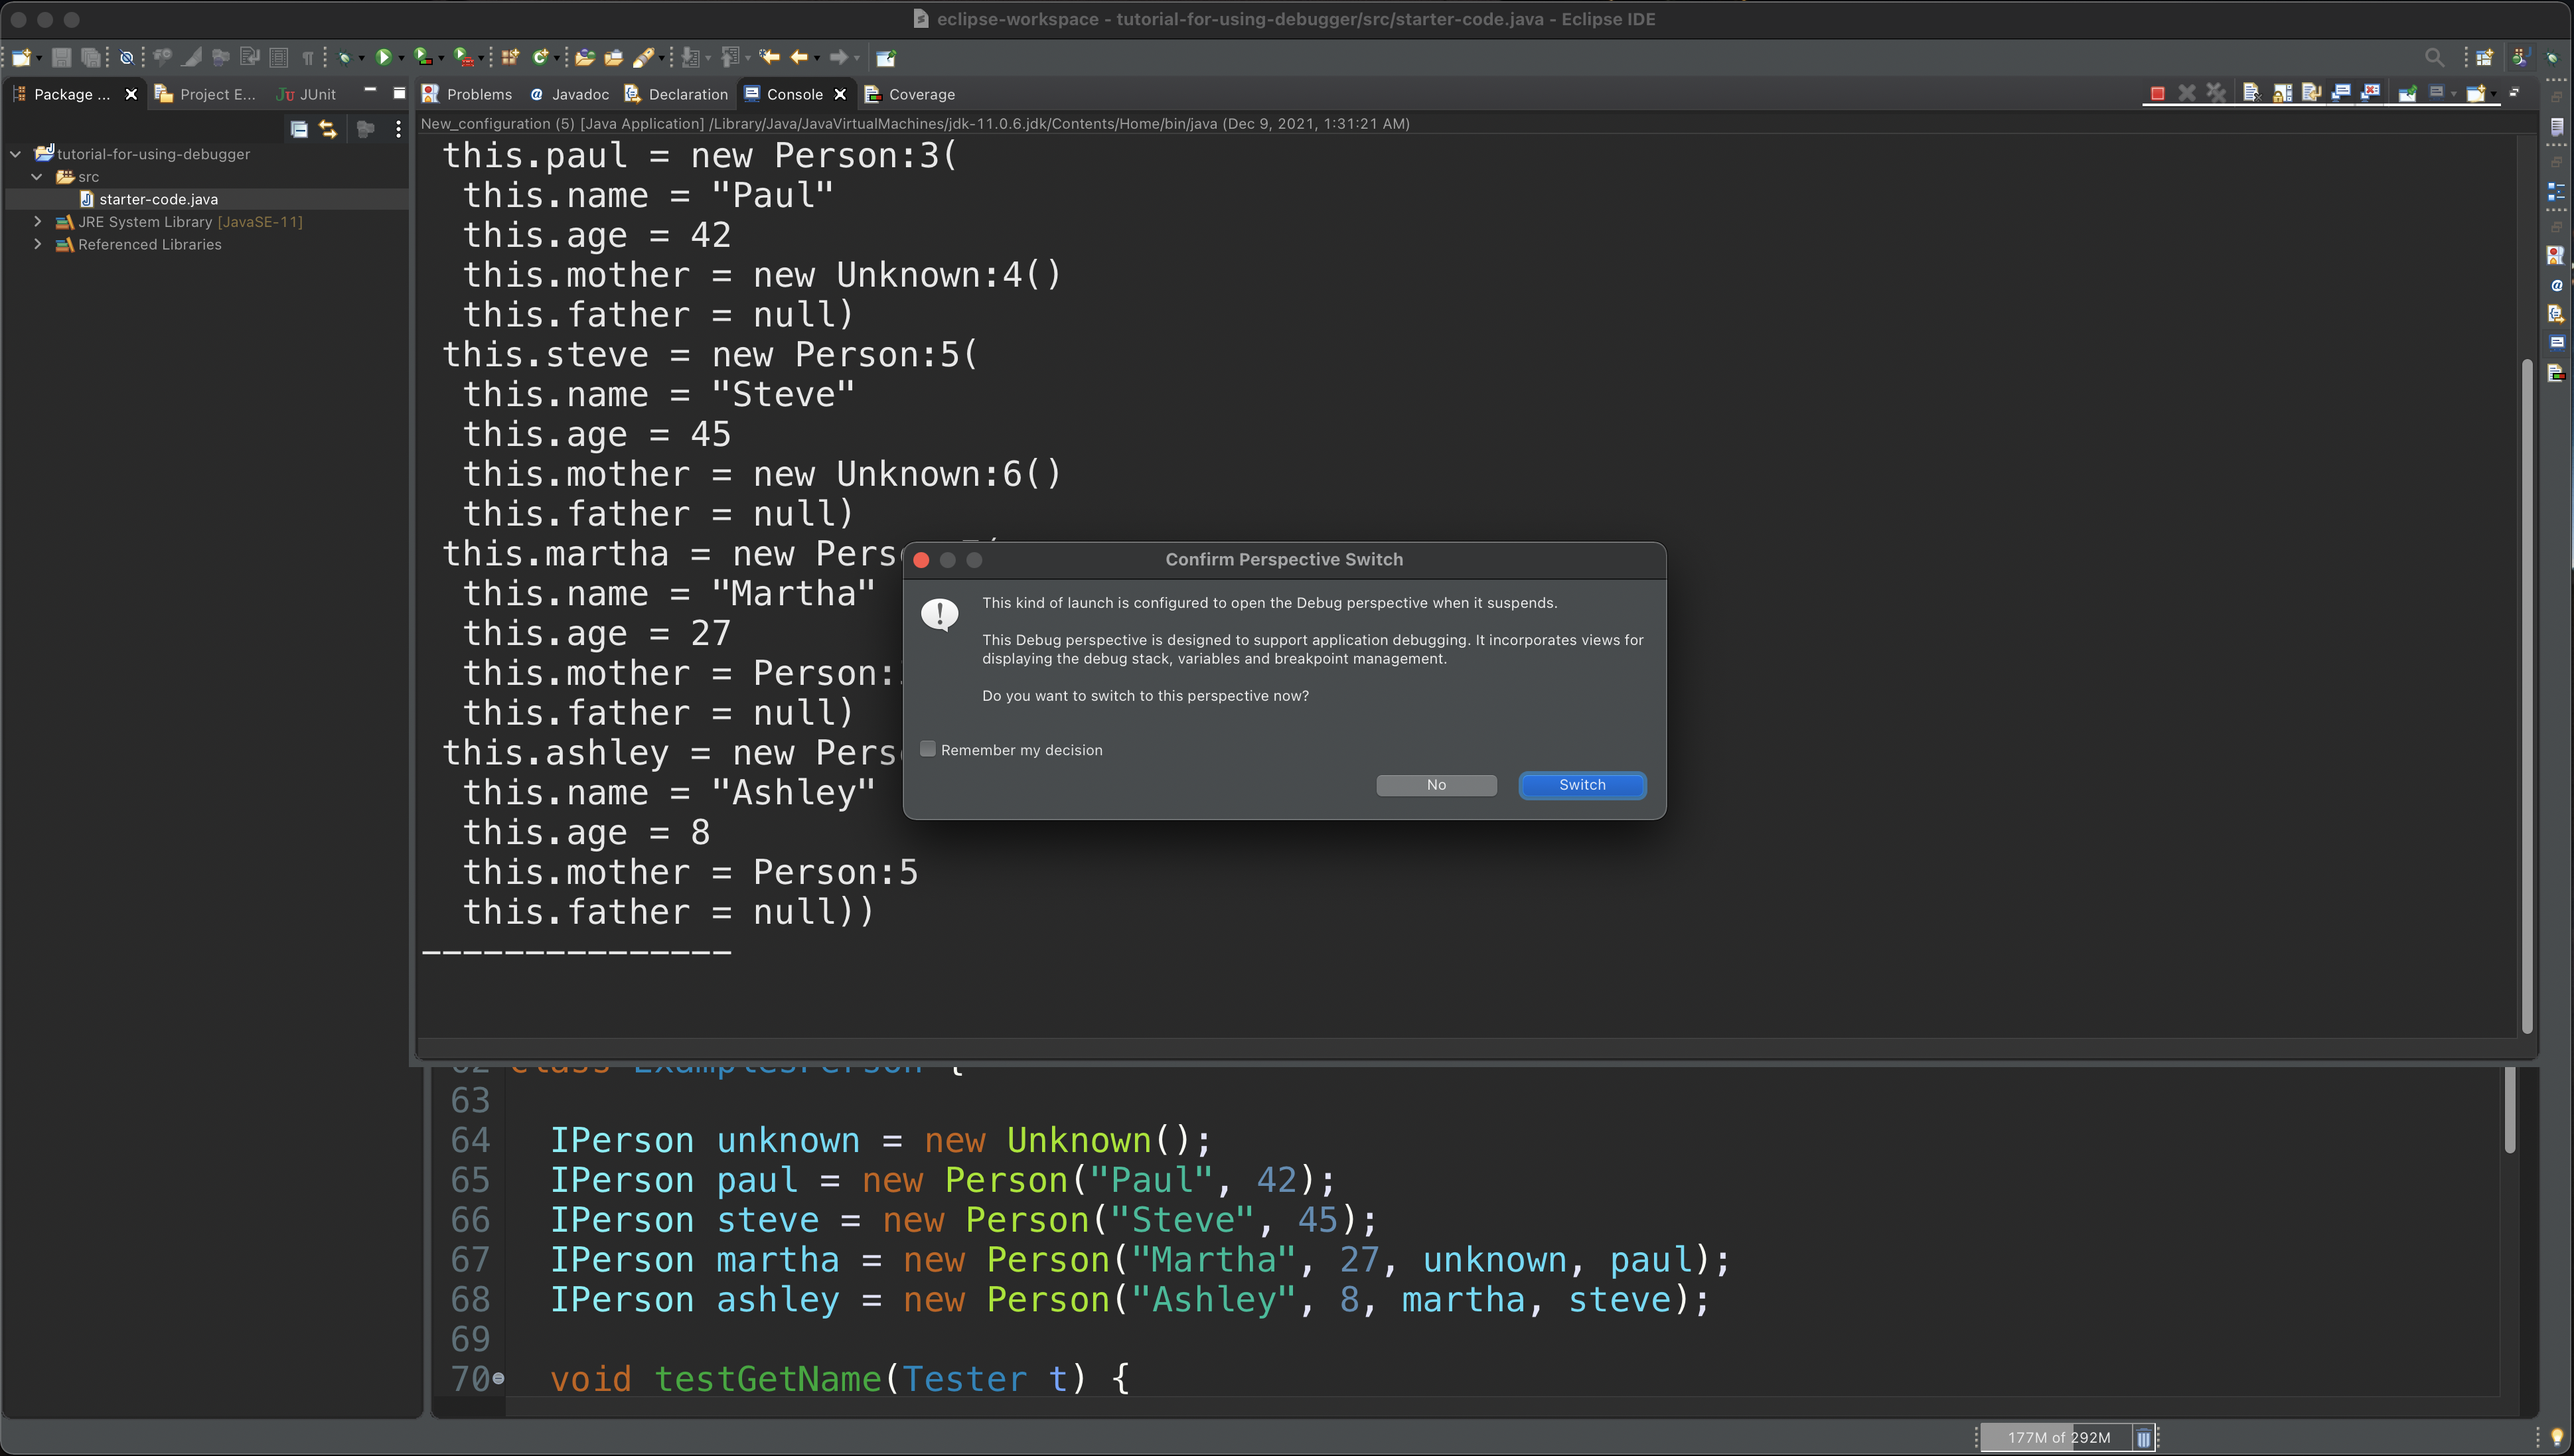 eclipse-workspace - tutorial-for-using-debugger/src/starter-code.java - Eclipse IDE
Package ...
Project E...
JUnit
Problems
Javadoc
Declaration
Console
Coverage
New_configuration (5) [Java Application] /Library/Java/JavaVirtualMachines/jdk-11.0.6.jdk/Contents/Home/bin/java (Dec 9, 2021, 1:31:21 AM)
tutorial-for-using-debugger
src
starter-code.java
JRE System Library [JavaSE-11]
Referenced Libraries
this.paul = new Person:3(
this.name = "Paul"
this.age = 42
this.mother = new Unknown:4()
this.father = null)
this.steve = new Person:5(
this.name = "Steve"
this.age = 45
this.mother = new Unknown:6()
this.father = null)
this.martha = new Pers
this.name = "Martha"
this.age = 27
this.mother = Person:
this.father = null)
this.ashley = new Pers
this.name = "Ashley"
this.age = 8
this.mother = Person:5
this.father = null))
---------------
Confirm Perspective Switch
This kind of launch is configured to open the Debug perspective when it suspends.
This Debug perspective is designed to support application debugging. It incorporates views for
displaying the debug stack, variables and breakpoint management.
Do you want to switch to this perspective now?
Remember my decision
No
Switch
62 class ExamplesPerson {
63
64 IPerson unknown = new Unknown();
65 IPerson paul = new Person("Paul", 42);
66 IPerson steve = new Person("Steve", 45);
67 IPerson martha = new Person("Martha", 27, unknown, paul);
68 IPerson ashley = new Person("Ashley", 8, martha, steve);
69
70 void testGetName(Tester t) {
177M of 292M